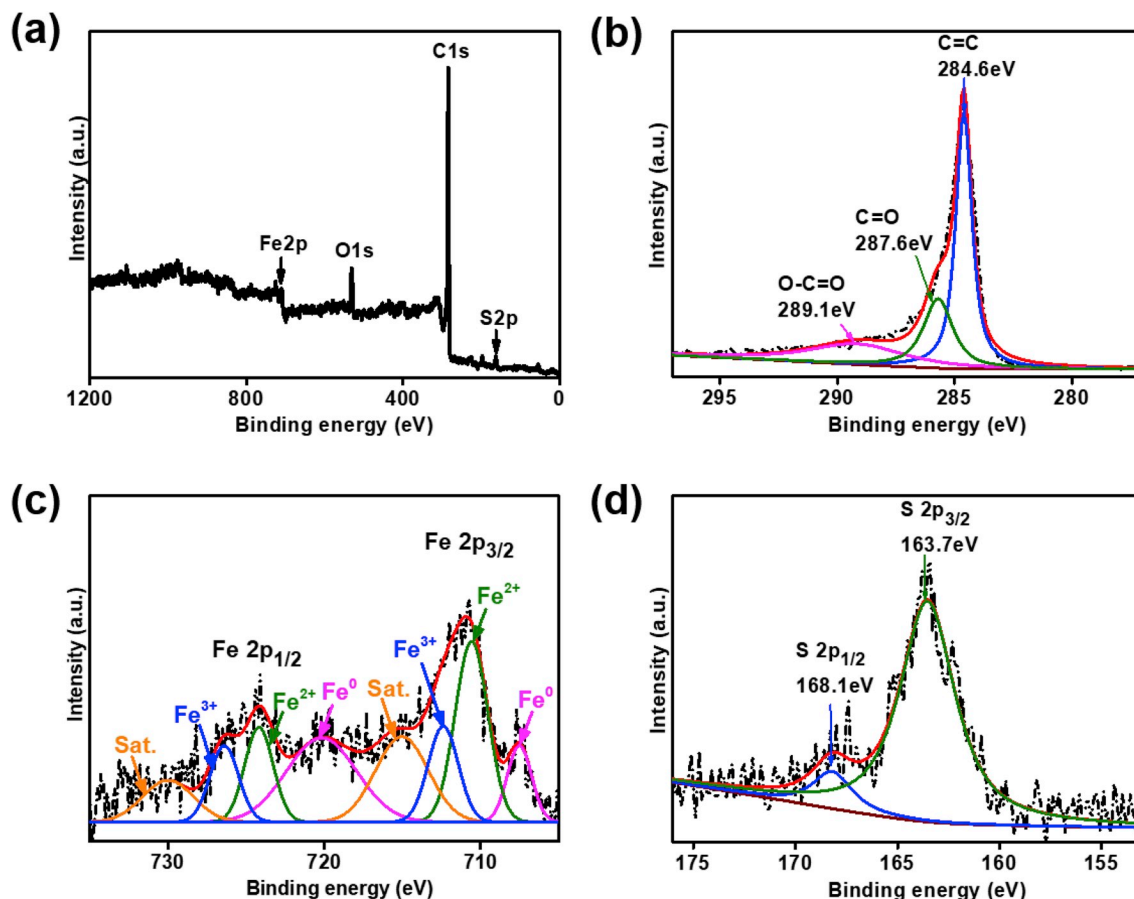 (a)
C1s
Fe2p
O1s
S2p
Intensity (a.u.)
1200
800
400
0
Binding energy (eV)
(b)
C=C
284.6eV
C=O
287.6eV
O-C=O
289.1eV
Intensity (a.u.)
295
290
285
280
Binding energy (eV)
(c)
Fe 2p3/2
Fe2+
Fe3+
Fe 2p1/2
Fe2+
Fe0
Sat.
Fe0
Fe3+
Sat.
Intensity (a.u.)
730
720
710
Binding energy (eV)
(d)
S 2p3/2
163.7eV
S 2p1/2
168.1eV
Intensity (a.u.)
175
170
165
160
155
Binding energy (eV)